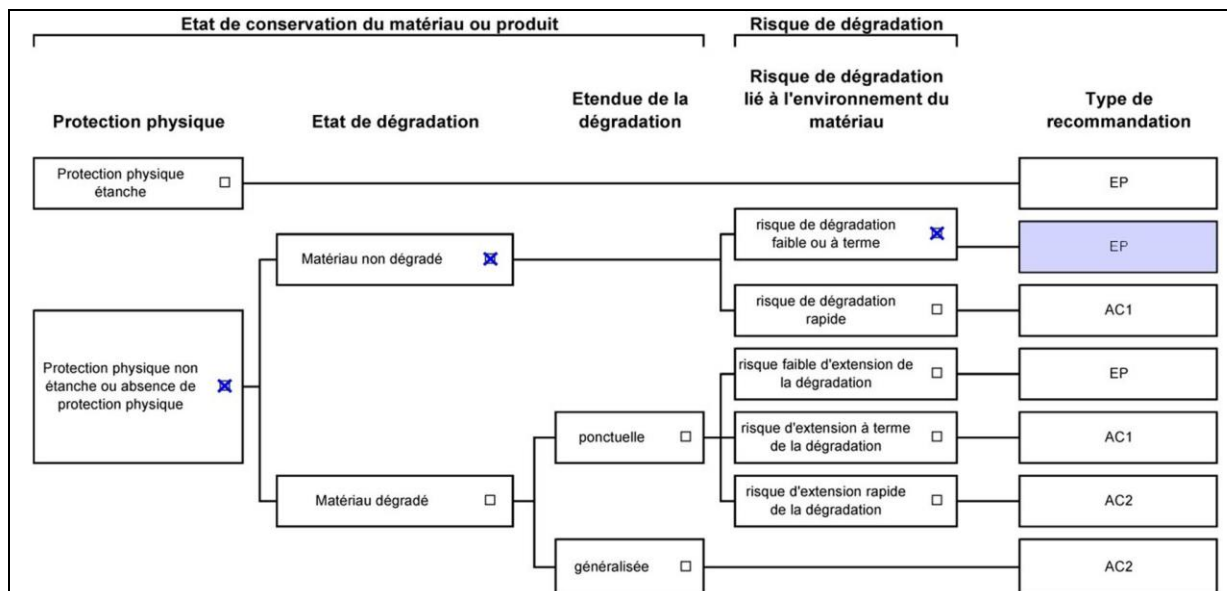 Etat de conservation du matériau ou produit
Risque de dégradation
Protection physique
Etat de dégradation
Etendue de la
dégradation
Risque de dégradation
lié à l'environnement du
matériau
Type de
recommandation
Protection physique
étanche
EP
risque de dégradation
faible ou à terme
EP
Matériau non dégradé
risque de dégradation
rapide
AC1
Protection physique non
étanche ou absence de
protection physique
risque faible d'extension de
la dégradation
EP
ponctuelle
risque d'extension à terme
de la dégradation
AC1
Matériau dégradé
risque d'extension rapide
de la dégradation
AC2
généralisée
AC2